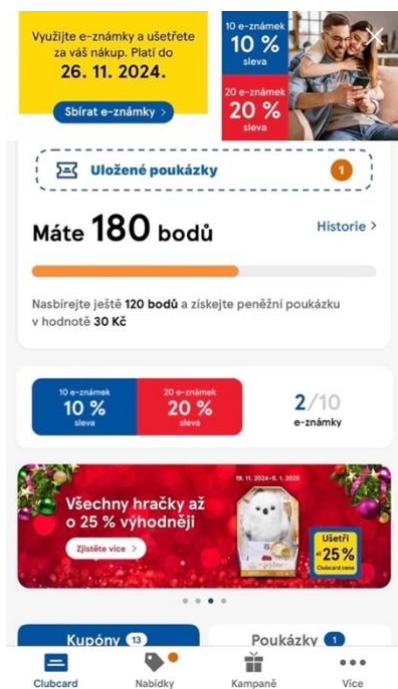 Využijte e-známky a ušetřete
za váš nákup. Platí do
26. 11. 2024.
Sbírat e-známky >
10 e-známek
10 %
sleva
20 e-známek
20 %
sleva
Uložené poukázky
1
Máte 180 bodů
Historie >
Nasbírejte ještě 120 bodů a získejte peněžní poukázku
v hodnotě 30 Kč
10 e-známek
10 %
sleva
20 e-známek
20 %
sleva
2/10
e-známky
19. 11. 2024–5. 1. 2025
Všechny hračky až
o 25 % výhodněji
Zjistěte více >
Ušetři
až 25%
Clubcard cena
Kupóny 13
Poukázky 1
Clubcard
Nabídky
Kampaně
Více